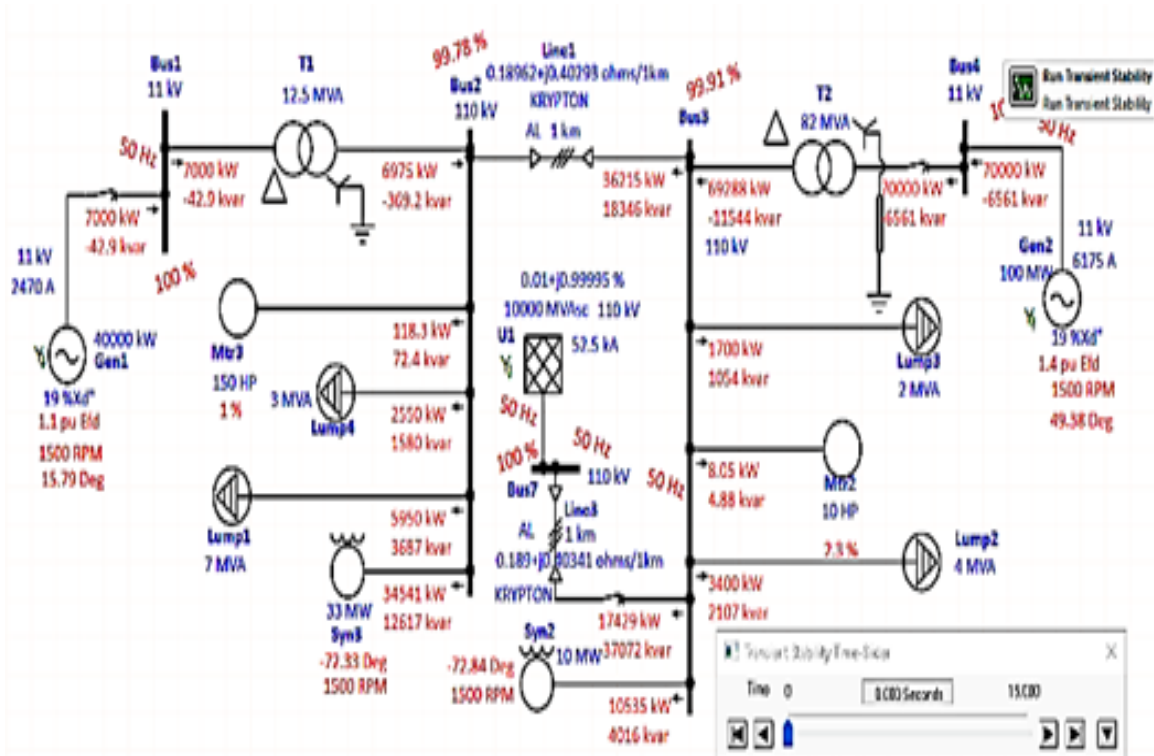 Bus1
11 kV
T1
12.5 MVA
50 Hz
7000 kW
-42.9 kvar
6975 kW
-309.2 kvar
7000 kW
-42.9 kvar
100 %
11 kV
2470 A
40000 kW
Gen1
19 %Xd"
1.1 pu Efd
1500 RPM
15.79 Deg
99.78 %
Bus2
110 kV
Line1
0.18962+j0.40293 ohms/1km
KRYPTON
AL 1 km
99.91 %
Bus3
36215 kW
18346 kvar
69288 kW
-11544 kvar
110 kV
T2
82 MVA
Bus4
11 kV
50 Hz
Run Transient Stability
Run Transient Stability
70000 kW
-6561 kvar
70000 kW
-6561 kvar
11 kV
6175 A
Gen2
100 MW
19 %Xd"
1.4 pu Efd
1500 RPM
49.38 Deg
Mtr3
150 HP
1 %
118.3 kW
72.4 kvar
3 MVA
Lump4
2550 kW
1580 kvar
Lump1
7 MVA
5950 kW
3687 kvar
33 MW
Syn3
34541 kW
12617 kvar
-72.33 Deg
1500 RPM
0.01+j0.99995 %
10000 MVAsc 110 kV
U1
52.5 kA
50 Hz
50 Hz
100 %
Bus7
110 kV
Line3
AL
1 km
0.189+j0.40341 ohms/1km
KRYPTON
17429 kW
-37072 kvar
50 Hz
Syn2
10 MW
-72.84 Deg
1500 RPM
10535 kW
4016 kvar
1700 kW
1054 kvar
Lump3
2 MVA
8.05 kW
4.88 kvar
Mtr2
10 HP
2.3 %
3400 kW
2107 kvar
Lump2
4 MVA
Transient Stability Time-Slider
Time 0
0.000 Seconds
15.000